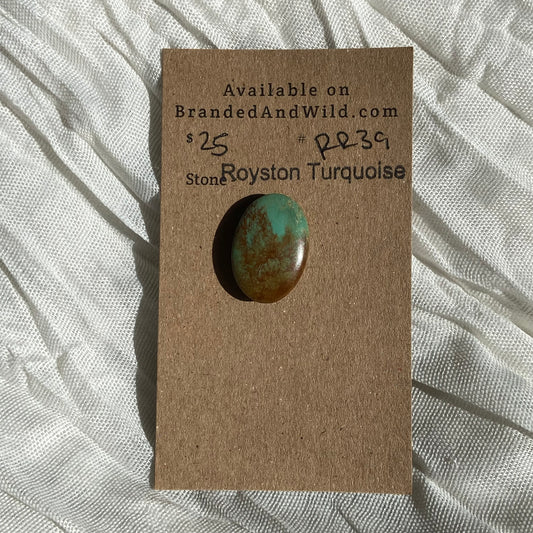 Available on
BrandedAndWild.com
$ 25 # RR39
Stone Royston Turquoise